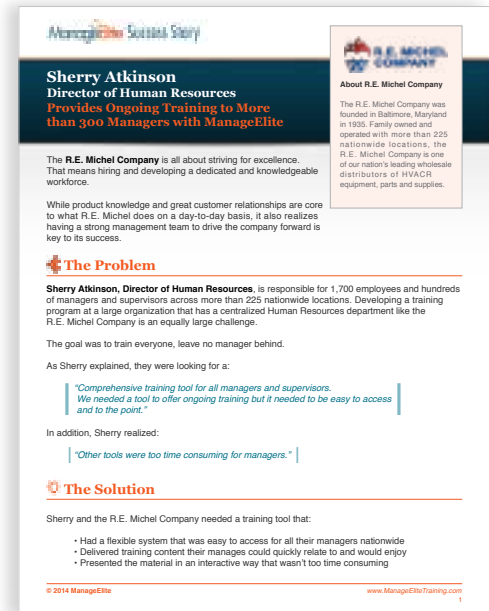 ManageElite Success Story
R.E. MICHEL
COMPANY
Sherry Atkinson
Director of Human Resources
Provides Ongoing Training to More
than 300 Managers with ManageElite
About R.E. Michel Company
The R.E. Michel Company was
founded in Baltimore, Maryland
in 1935. Family owned and
operated with more than 225
nationwide locations, the
R.E. Michel Company is one
of our nation's leading wholesale
distributors of HVACR
equipment, parts and supplies.
The R.E. Michel Company is all about striving for excellence.
That means hiring and developing a dedicated and knowledgeable
workforce.
While product knowledge and great customer relationships are core
to what R.E. Michel does on a day-to-day basis, it also realizes
having a strong management team to drive the company forward is
key to its success.
The Problem
Sherry Atkinson, Director of Human Resources, is responsible for 1,700 employees and hundreds
of managers and supervisors across more than 225 nationwide locations. Developing a training
program at a large organization that has a centralized Human Resources department like the
R.E. Michel Company is an equally large challenge.
The goal was to train everyone, leave no manager behind.
As Sherry explained, they were looking for a:
"Comprehensive training tool for all managers and supervisors.
We needed a tool to offer ongoing training but it needed to be easy to access
and to the point."
In addition, Sherry realized:
"Other tools were too time consuming for managers."
The Solution
Sherry and the R.E. Michel Company needed a training tool that:
• Had a flexible system that was easy to access for all their managers nationwide
• Delivered training content their manages could quickly relate to and would enjoy
• Presented the material in an interactive way that wasn't too time consuming
© 2014 ManageElite
www.ManageEliteTraining.com
1